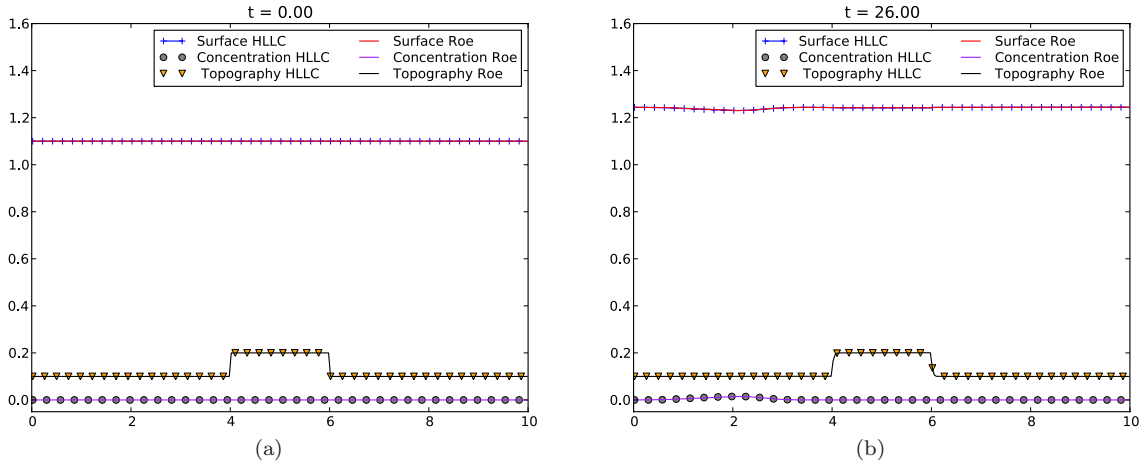 t = 0.00
1.6
1.4
1.2
1.0
0.8
0.6
0.4
0.2
0.0
0 2 4 6 8 10
Surface HLLC Surface Roe
Concentration HLLC Concentration Roe
Topography HLLC Topography Roe
(a)
t = 26.00
1.6
1.4
1.2
1.0
0.8
0.6
0.4
0.2
0.0
0 2 4 6 8 10
Surface HLLC Surface Roe
Concentration HLLC Concentration Roe
Topography HLLC Topography Roe
(b)